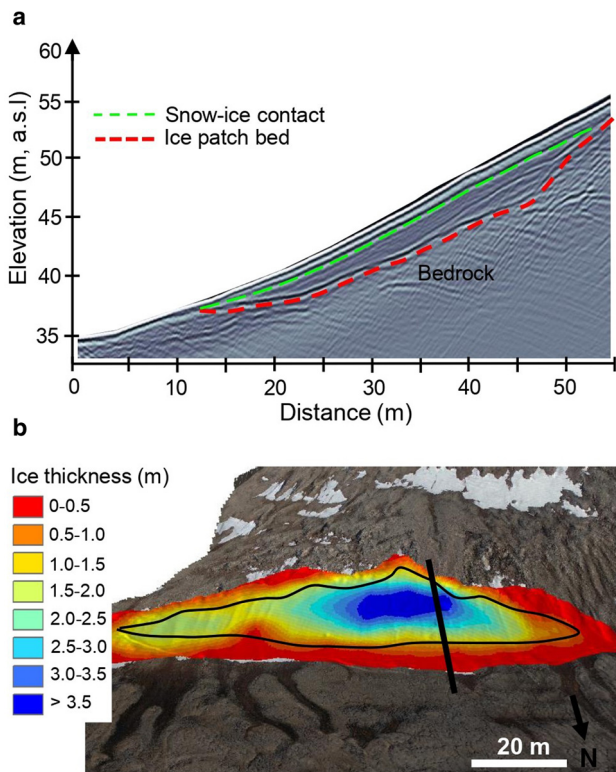 a
60
55
50
45
40
35
Elevation (m, a.s.l)
Snow-ice contact
Ice patch bed
Bedrock
0 10 20 30 40 50
Distance (m)
b
Ice thickness (m)
0-0.5
0.5-1.0
1.0-1.5
1.5-2.0
2.0-2.5
2.5-3.0
3.0-3.5
> 3.5
20 m
N